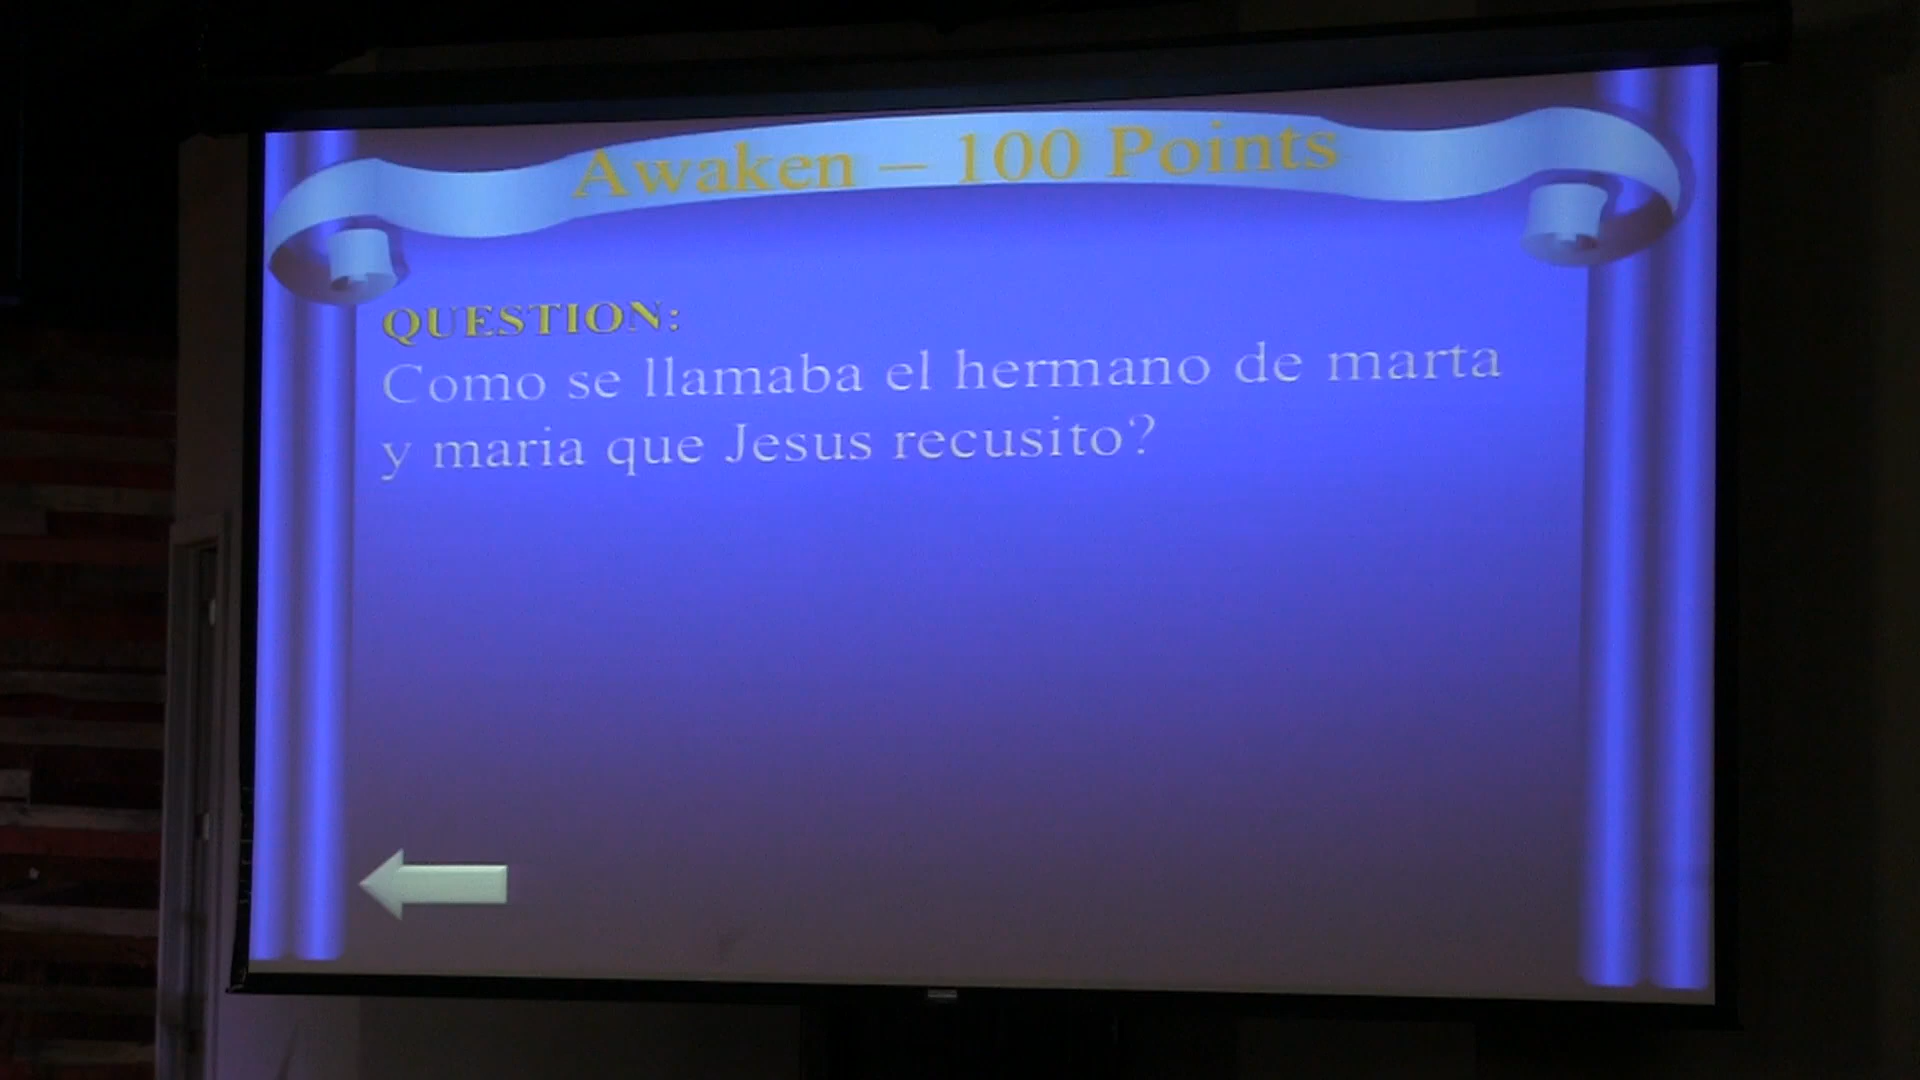 Awaken – 100 Points
QUESTION:
Como se llamaba el hermano de marta
y maria que Jesus recusito?